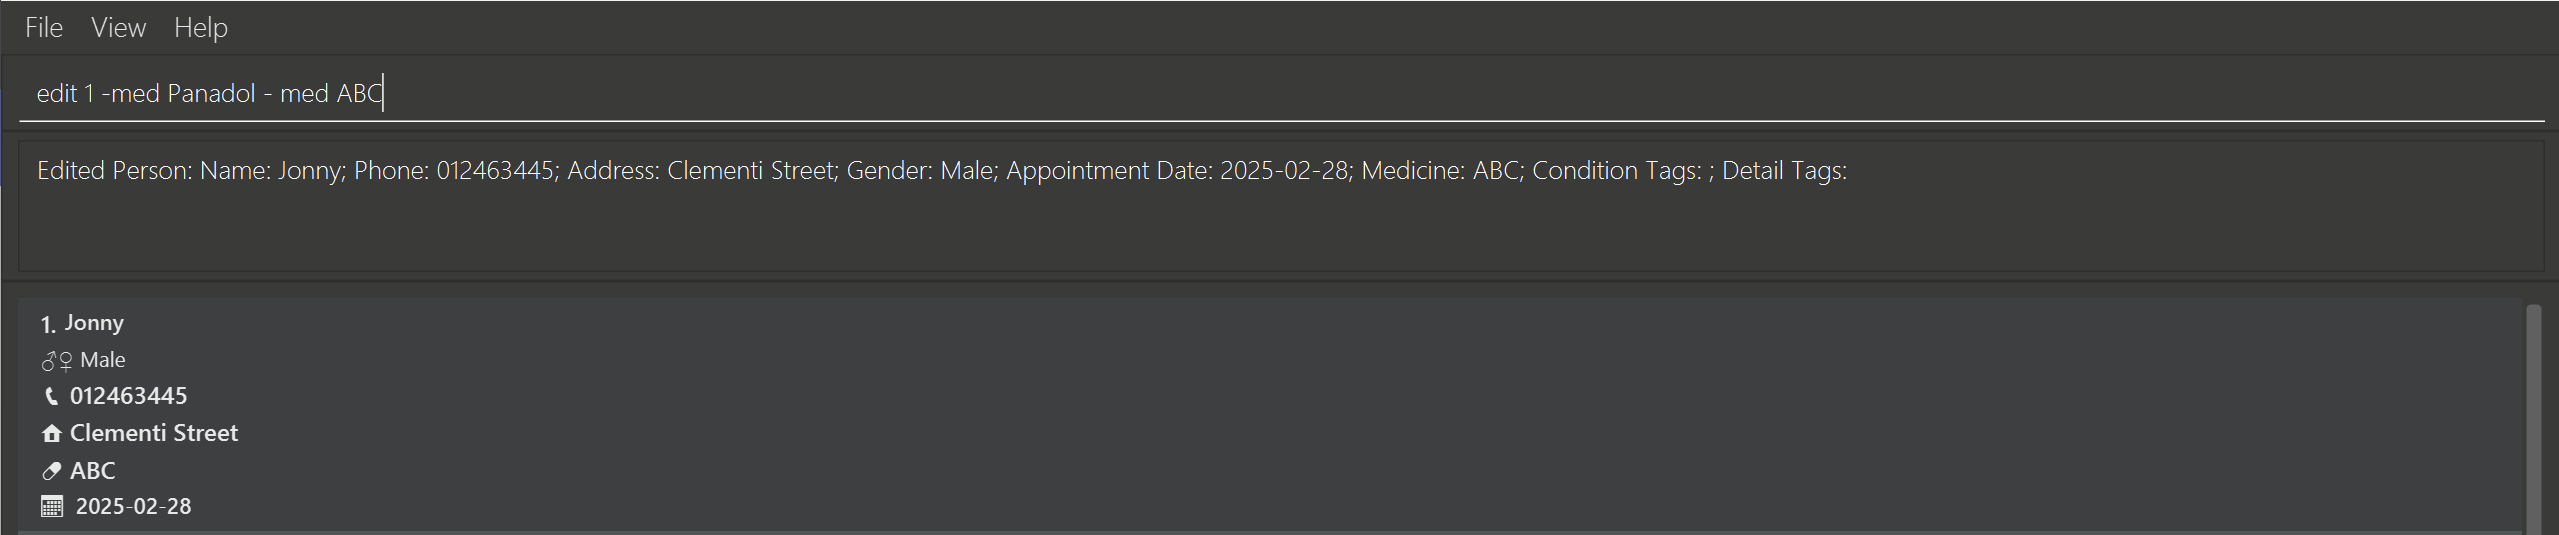 File View Help
edit 1 -med Panadol - med ABC
Edited Person: Name: Jonny; Phone: 012463445; Address: Clementi Street; Gender: Male; Appointment Date: 2025-02-28; Medicine: ABC; Condition Tags: ; Detail Tags:
1. Jonny
♂♀ Male
012463445
Clementi Street
ABC
2025-02-28